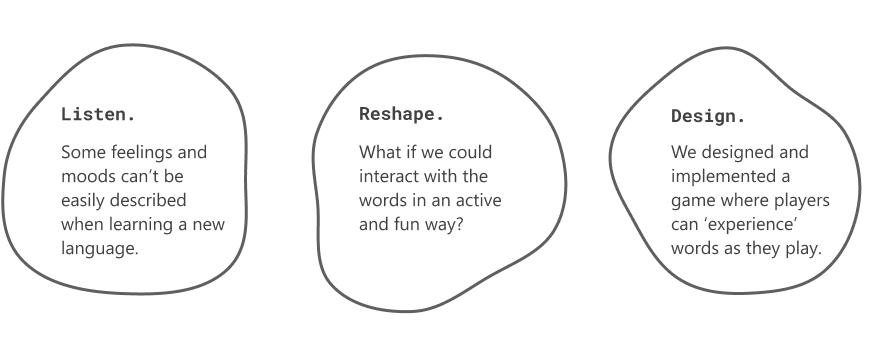 Listen.
Some feelings and
moods can’t be
easily described
when learning a new
language.
Reshape.
What if we could
interact with the
words in an active
and fun way?
Design.
We designed and
implemented a
game where players
can ‘experience’
words as they play.